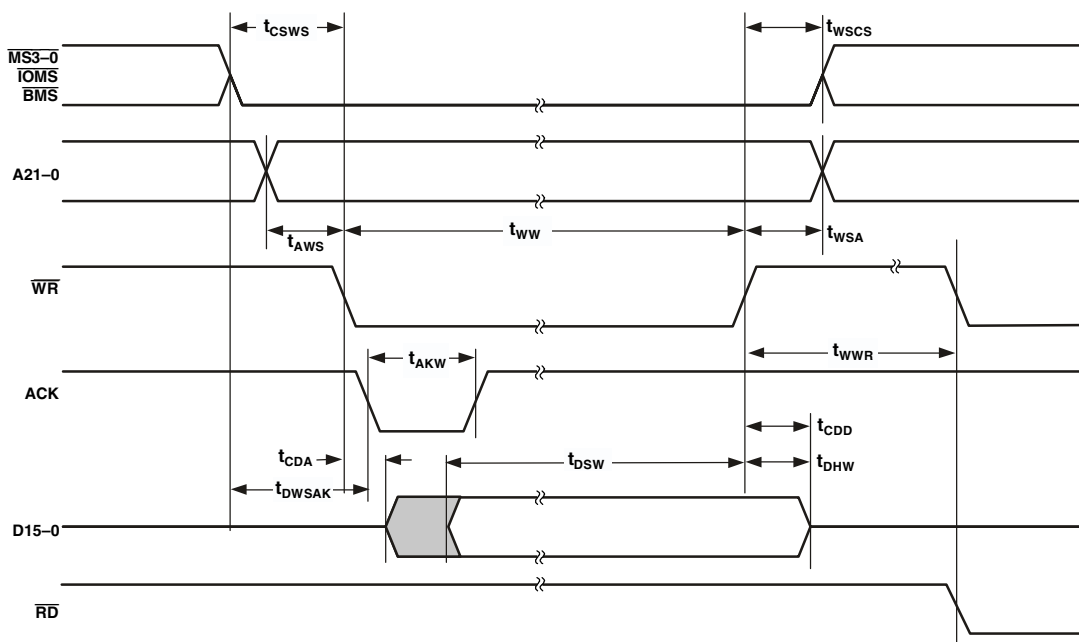 tCSWS
tWSCS
MS3–0
IOMS
BMS
A21–0
tAWS
tWW
tWSA
WR
tAKW
tWWR
ACK
tCDD
tCDA
tDSW
tDHW
tDWSAK
D15–0
RD